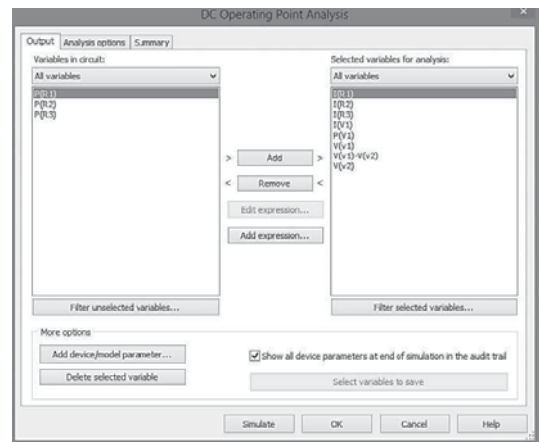 DC Operating Point Analysis
Output Analysis options Summary
Variables in circuit:
All variables
P(R1)
P(R2)
P(R3)
> Add >
< Remove <
Edit expression...
Add expression...
Selected variables for analysis:
All variables
I(R1)
I(R2)
I(R3)
I(V1)
P(V1)
V(v1)
V(v1)-V(v2)
V(v2)
Filter unselected variables...
Filter selected variables...
More options
Add device/model parameter...
Delete selected variable
Show all device parameters at end of simulation in the audit trail
Select variables to save
Simulate OK Cancel Help